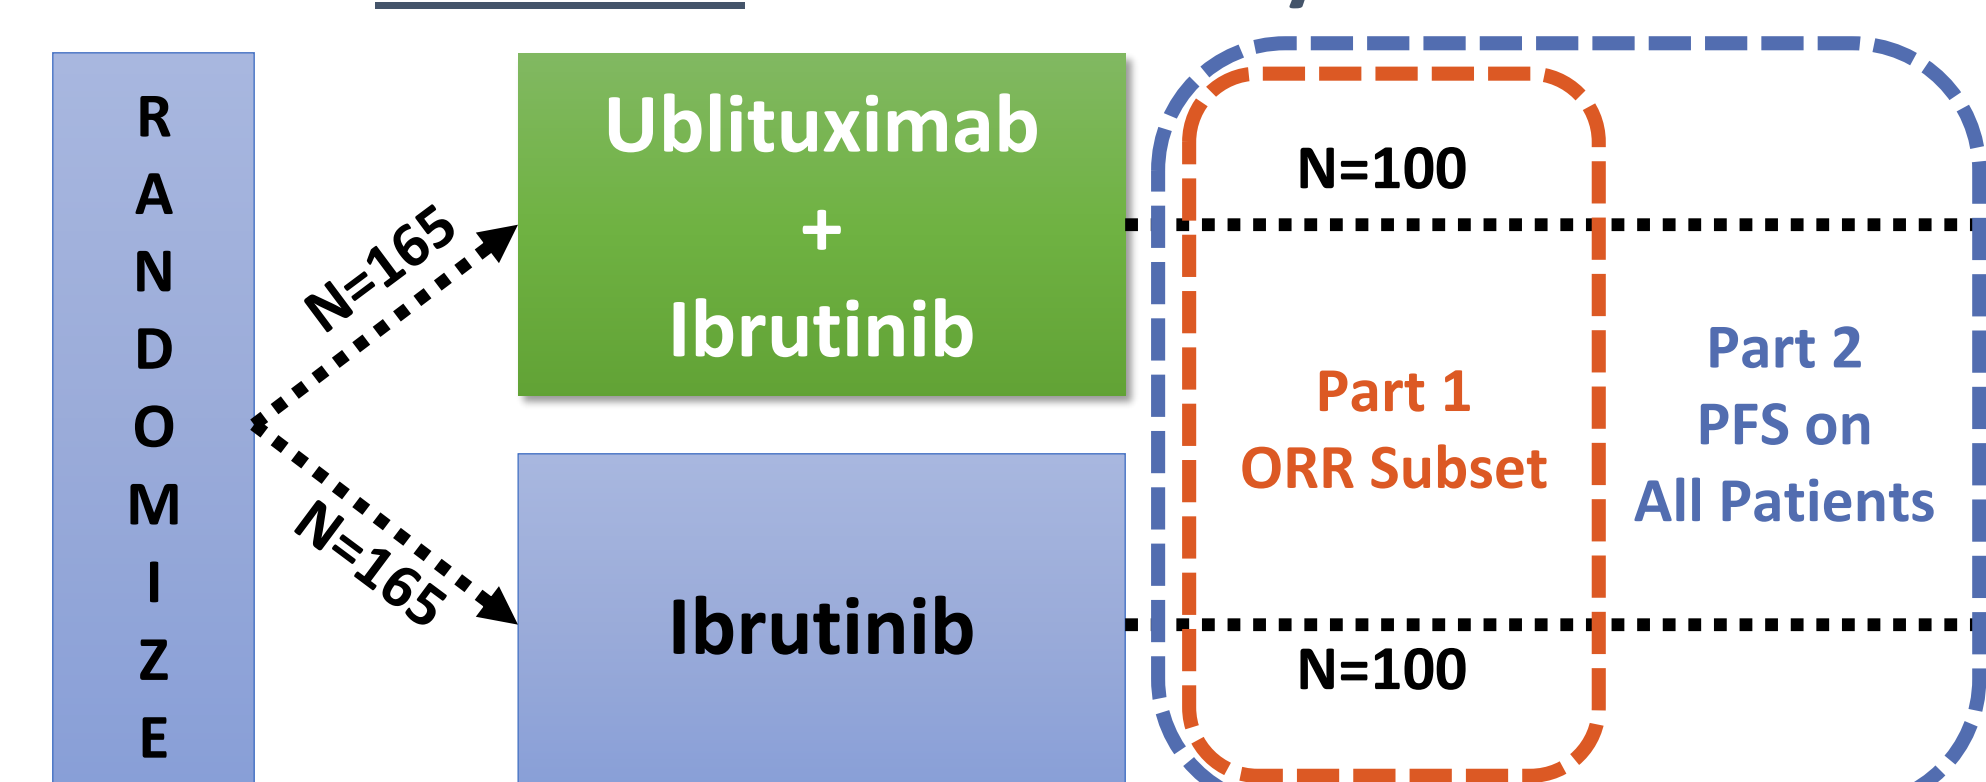 R
A
N
D
O
M
I
Z
E
N=165
N=165
Ublituximab
+
Ibrutinib
Ibrutinib
N=100
Part 1
ORR Subset
N=100
Part 2
PFS on
All Patients